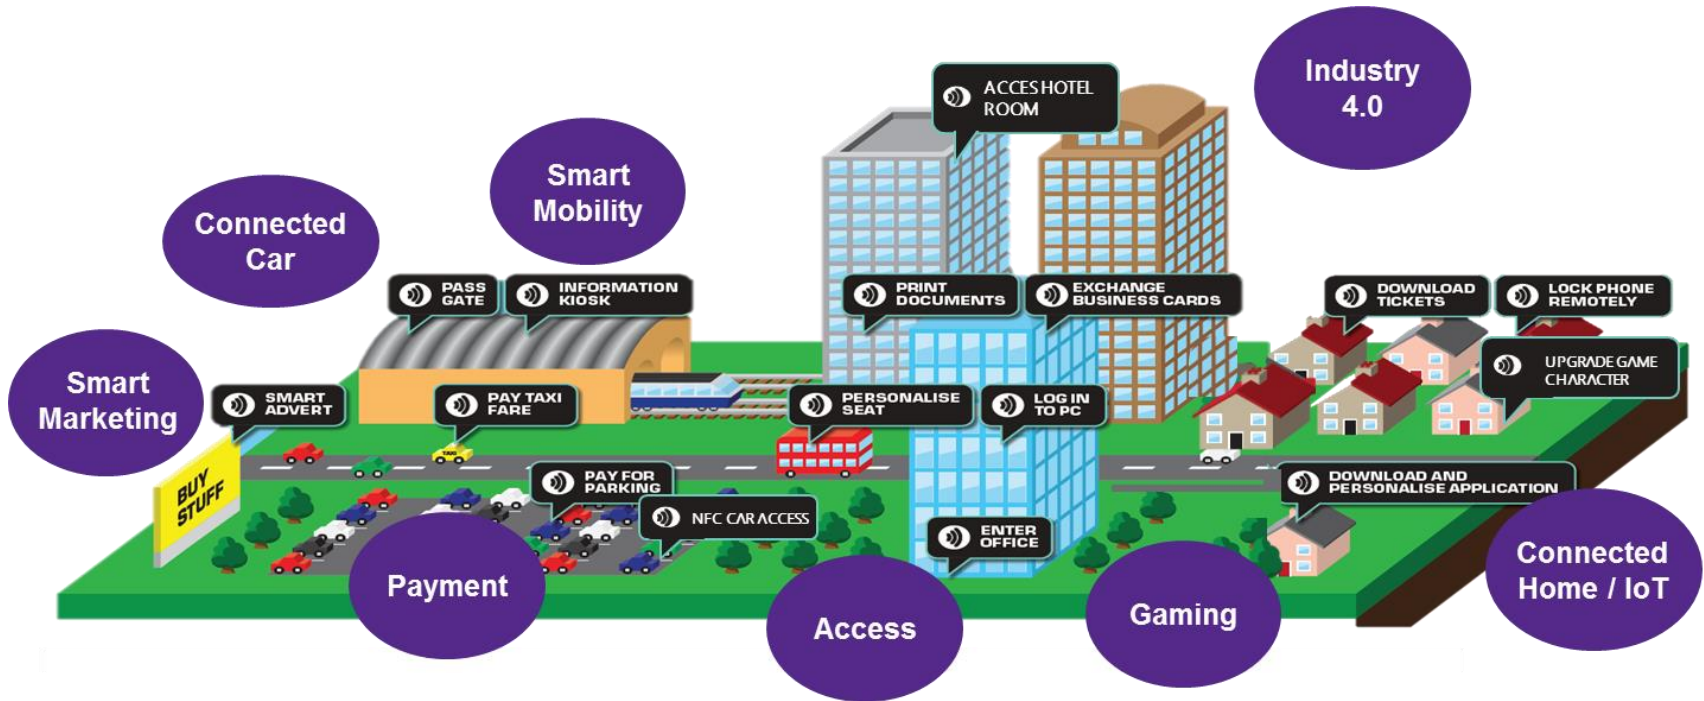 Industry
4.0
ACCES HOTEL
ROOM
Smart
Mobility
Connected
Car
PASS
GATE
INFORMATION
KIOSK
PRINT
DOCUMENTS
EXCHANGE
BUSINESS CARDS
DOWNLOAD
TICKETS
LOCK PHONE
REMOTELY
UPGRADE GAME
CHARACTER
Smart
Marketing
SMART
ADVERT
PAY TAXI
FARE
PERSONALISE
SEAT
LOG IN
TO PC
TAXI
BUY
STUFF
PAY FOR
PARKING
NFC CAR ACCESS
DOWNLOAD AND
PERSONALISE APPLICATION
ENTER
OFFICE
Connected
Home / IoT
Payment
Access
Gaming